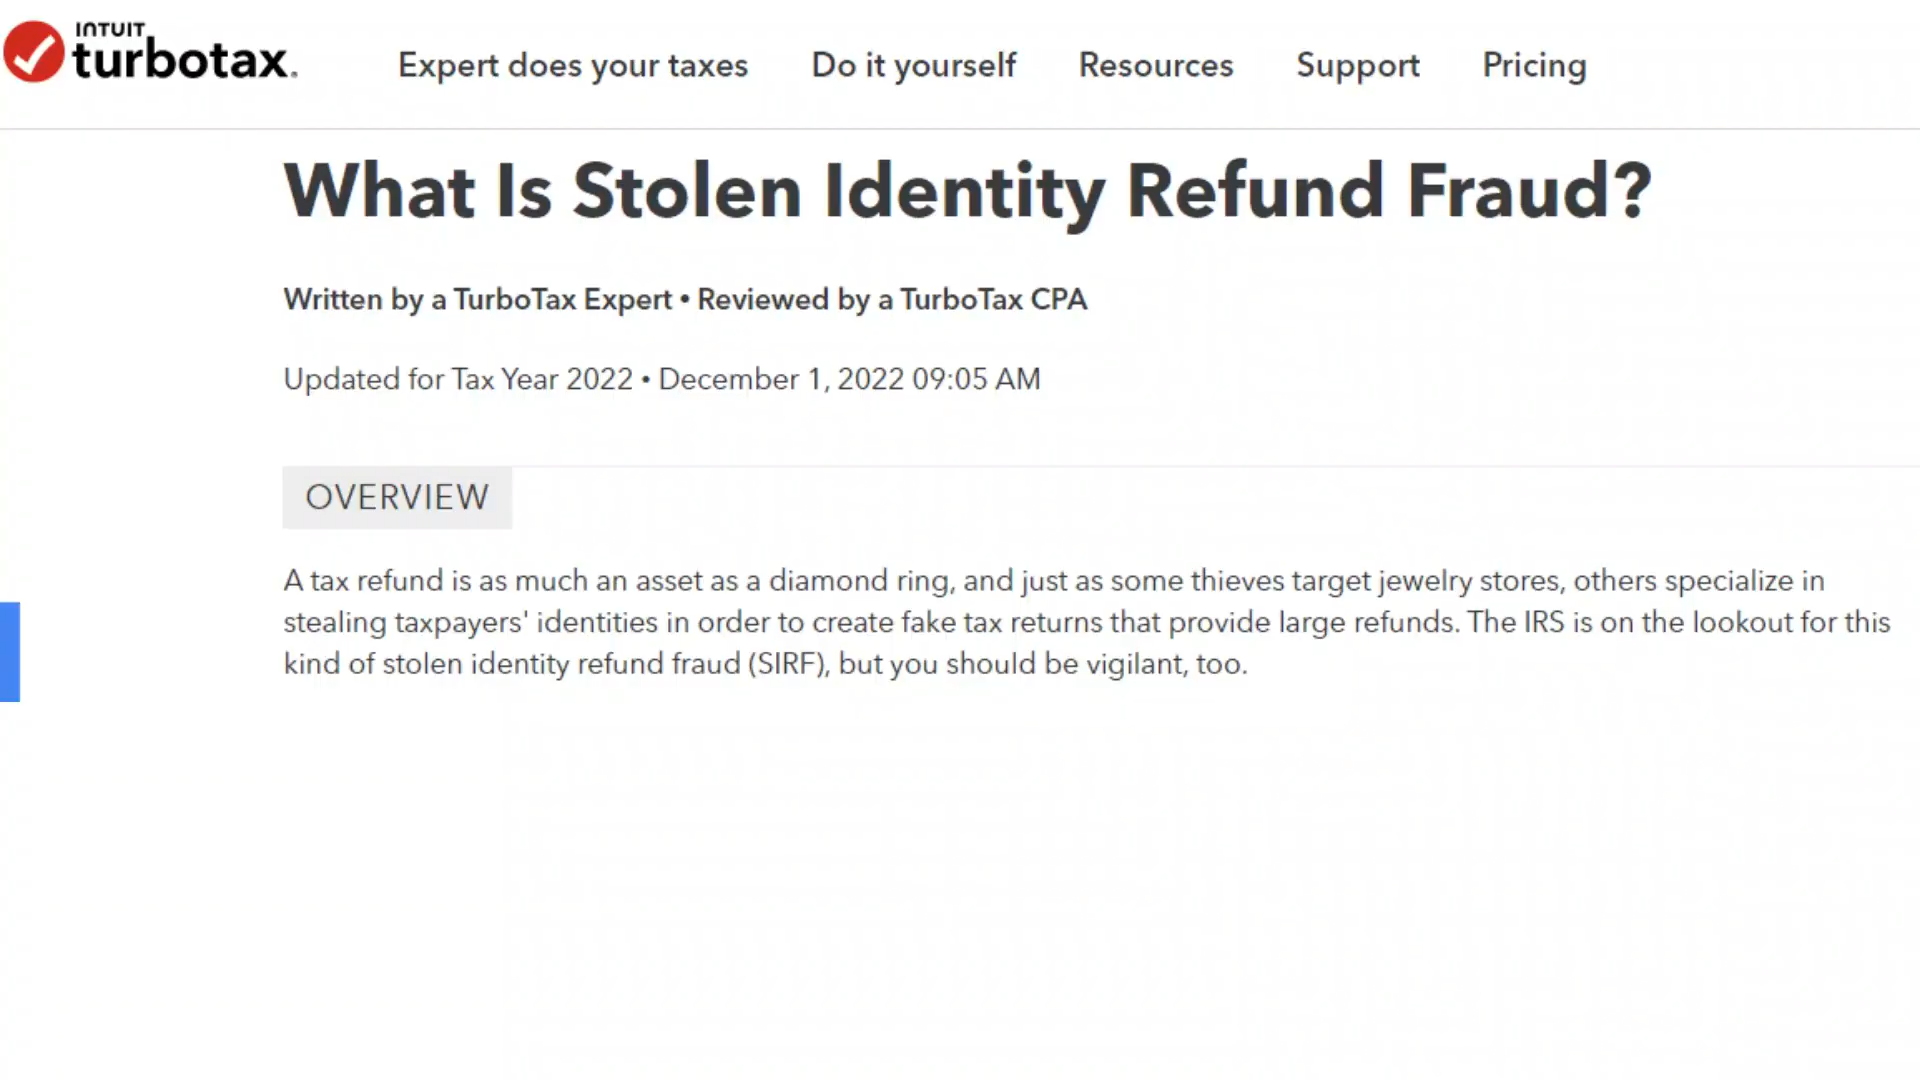 INTUIT
turbotax.
Expert does your taxes
Do it yourself
Resources
Support
Pricing
What Is Stolen Identity Refund Fraud?
Written by a TurboTax Expert • Reviewed by a TurboTax CPA
Updated for Tax Year 2022 • December 1, 2022 09:05 AM
OVERVIEW
A tax refund is as much an asset as a diamond ring, and just as some thieves target jewelry stores, others specialize in
stealing taxpayers' identities in order to create fake tax returns that provide large refunds. The IRS is on the lookout for this
kind of stolen identity refund fraud (SIRF), but you should be vigilant, too.